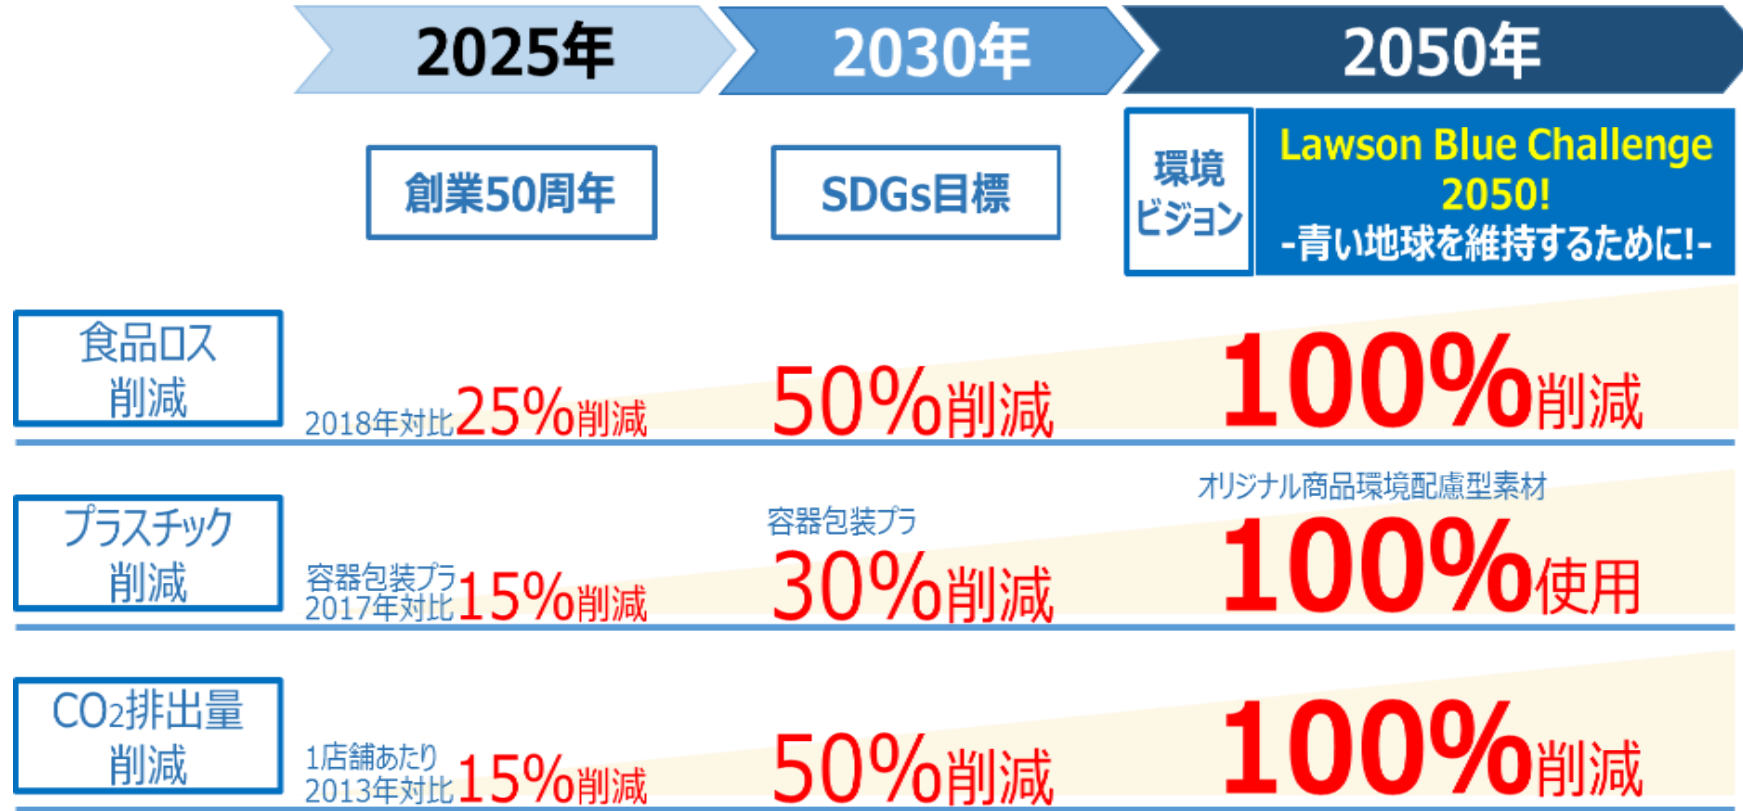 2025年
2030年
2050年
創業50周年
SDGs目標
環境
ビジョン
Lawson Blue Challenge
2050!
-青い地球を維持するために!-
食品ロス
削減
2018年対比25%削減
50%削減
100%削減
プラスチック
削減
容器包装プラ
2017年対比15%削減
容器包装プラ
30%削減
オリジナル商品環境配慮型素材
100%使用
CO2排出量
削減
1店舗あたり
2013年対比15%削減
50%削減
100%削減